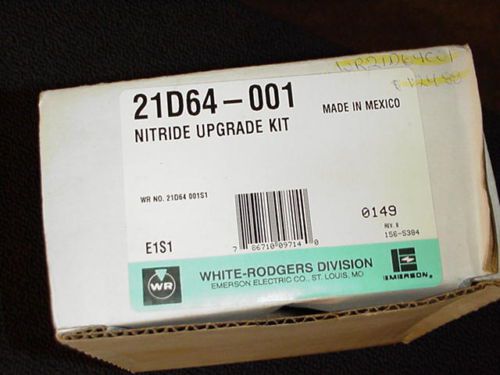 21D64-001
NITRIDE UPGRADE KIT
MADE IN MEXICO
WR NO. 21D64 001S1
E1S1
7 86710 09714 0
0149
REV. #
156-5384
WR
WHITE-RODGERS DIVISION
EMERSON ELECTRIC CO., ST. LOUIS, MO
EMERSON